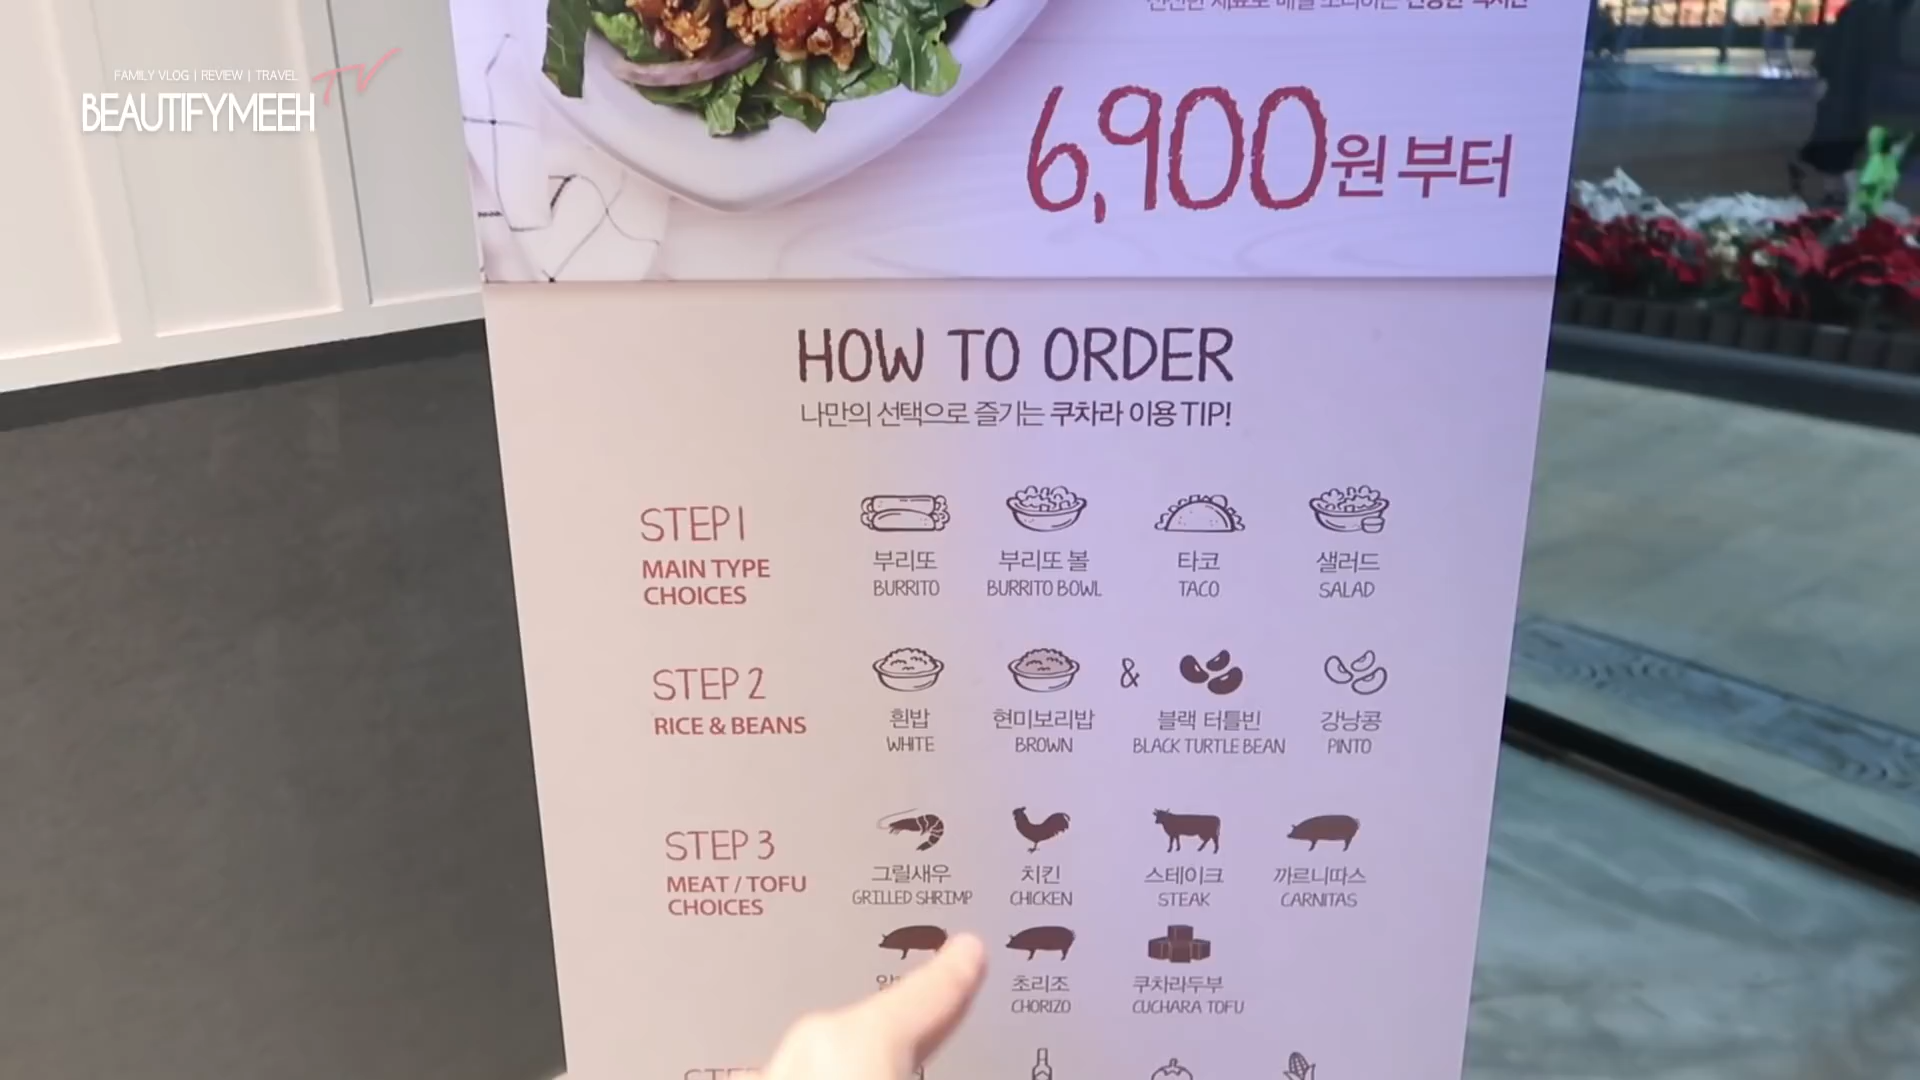 FAMILY VLOG | REVIEW | TRAVEL
TV
BEAUTIFYMEEH
6,900원 부터
HOW TO ORDER
나만의 선택으로 즐기는 쿠차라 이용 TIP!
STEP 1
MAIN TYPE
CHOICES
부리또
BURRITO
부리또 볼
BURRITO BOWL
타코
TACO
샐러드
SALAD
STEP 2
RICE & BEANS
흰밥
WHITE
현미보리밥
BROWN
&
블랙 터틀빈
BLACK TURTLE BEAN
강낭콩
PINTO
STEP 3
MEAT / TOFU
CHOICES
그릴새우
GRILLED SHRIMP
치킨
CHICKEN
스테이크
STEAK
까르니따스
CARNITAS
초리조
CHORIZO
쿠차라두부
CUCHARA TOFU